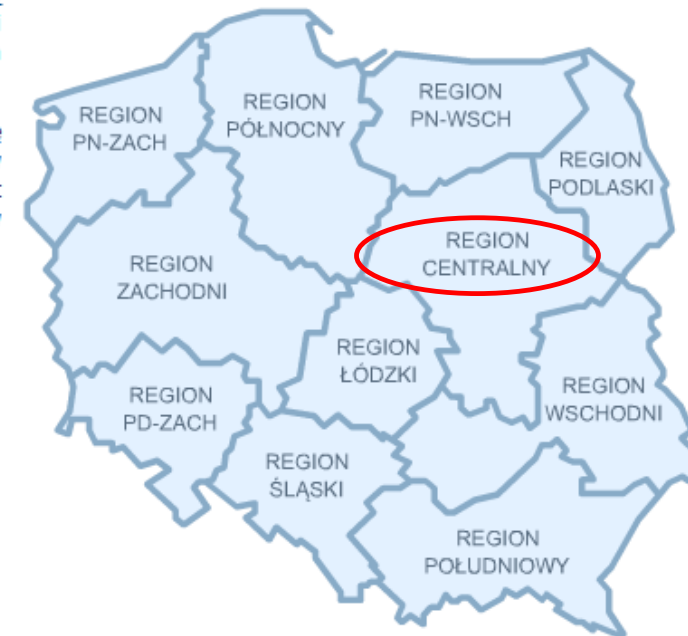 REGION
PN-ZACH
REGION
PÓŁNOCNY
REGION
PN-WSCH
REGION
PODLASKI
REGION
ZACHODNI
REGION
CENTRALNY
REGION
ŁÓDZKI
REGION
PD-ZACH
REGION
WSCHODNI
REGION
ŚLĄSKI
REGION
POŁUDNIOWY